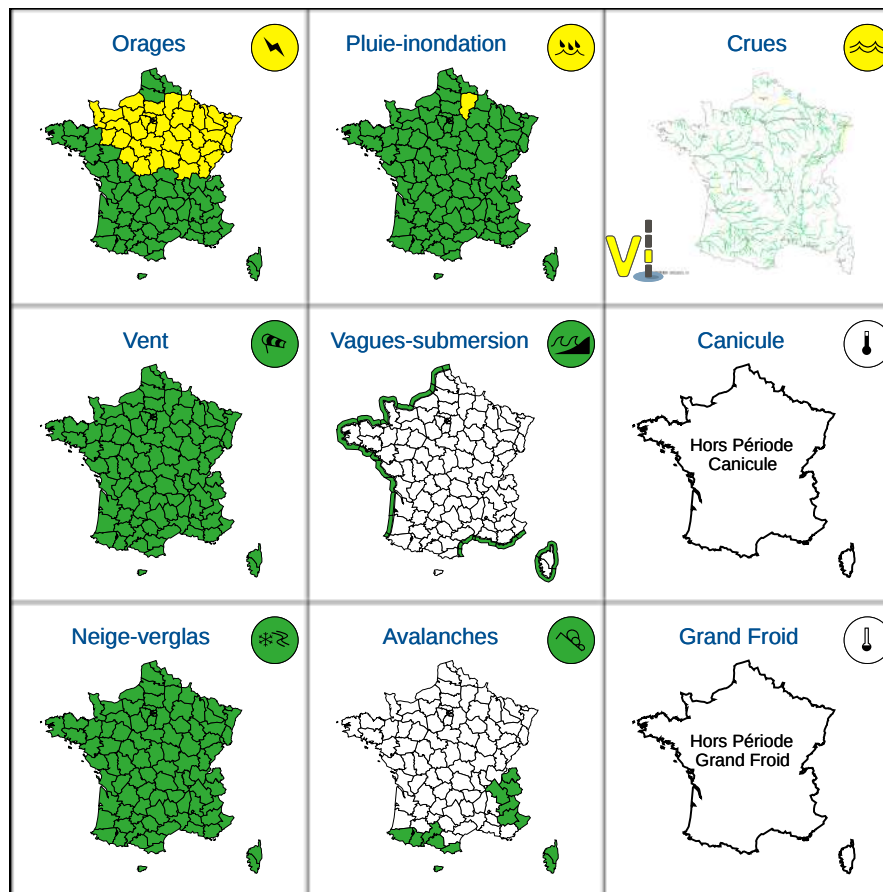 Orages
Pluie-inondation
Crues
Vi
Vent
Vagues-submersion
Canicule
Hors Période
Canicule
Neige-verglas
Avalanches
Grand Froid
Hors Période
Grand Froid